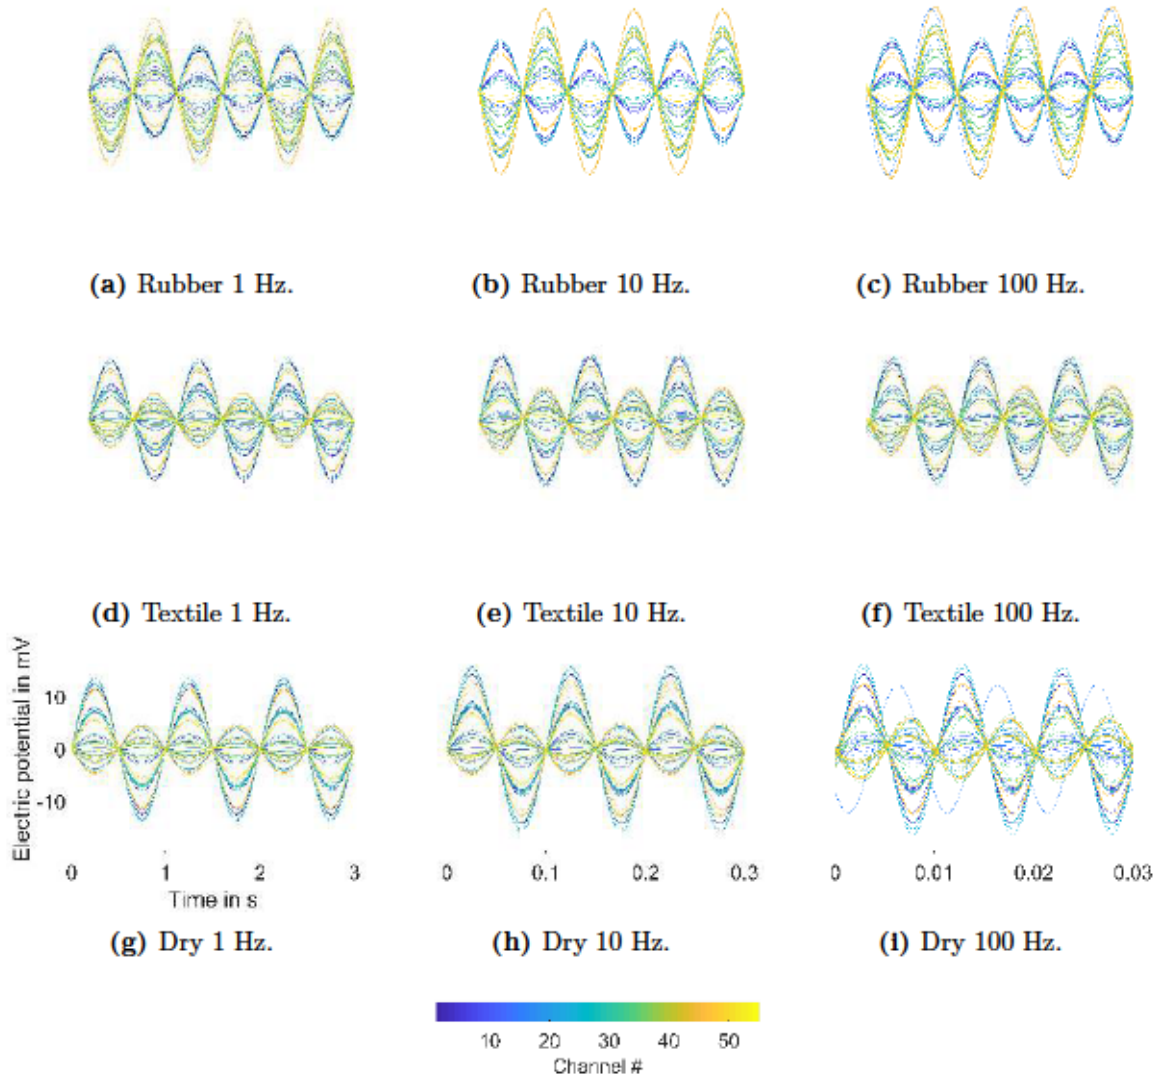 (a) Rubber 1 Hz.
(b) Rubber 10 Hz.
(c) Rubber 100 Hz.
(d) Textile 1 Hz.
(e) Textile 10 Hz.
(f) Textile 100 Hz.
Electric potential in mV
10
0
-10
0 1 2 3
Time in s
0 0.1 0.2 0.3
0 0.01 0.02 0.03
(g) Dry 1 Hz.
(h) Dry 10 Hz.
(i) Dry 100 Hz.
10 20 30 40 50
Channel #